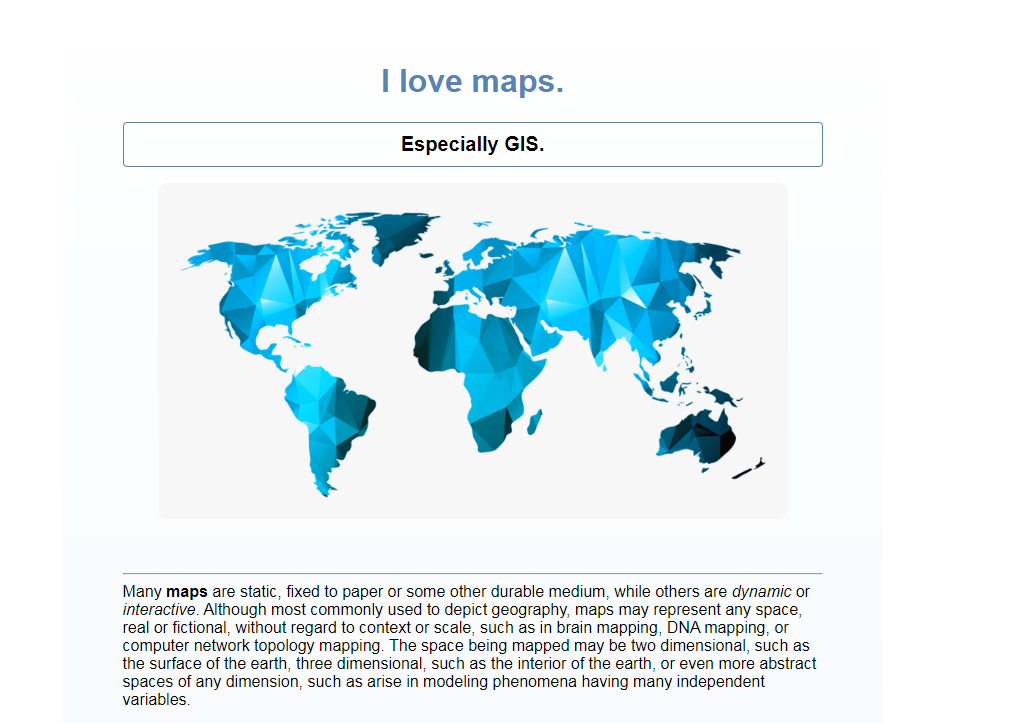 I love maps.
Especially GIS.
Many maps are static, fixed to paper or some other durable medium, while others are dynamic or
interactive. Although most commonly used to depict geography, maps may represent any space,
real or fictional, without regard to context or scale, such as in brain mapping, DNA mapping, or
computer network topology mapping. The space being mapped may be two dimensional, such as
the surface of the earth, three dimensional, such as the interior of the earth, or even more abstract
spaces of any dimension, such as arise in modeling phenomena having many independent
variables.